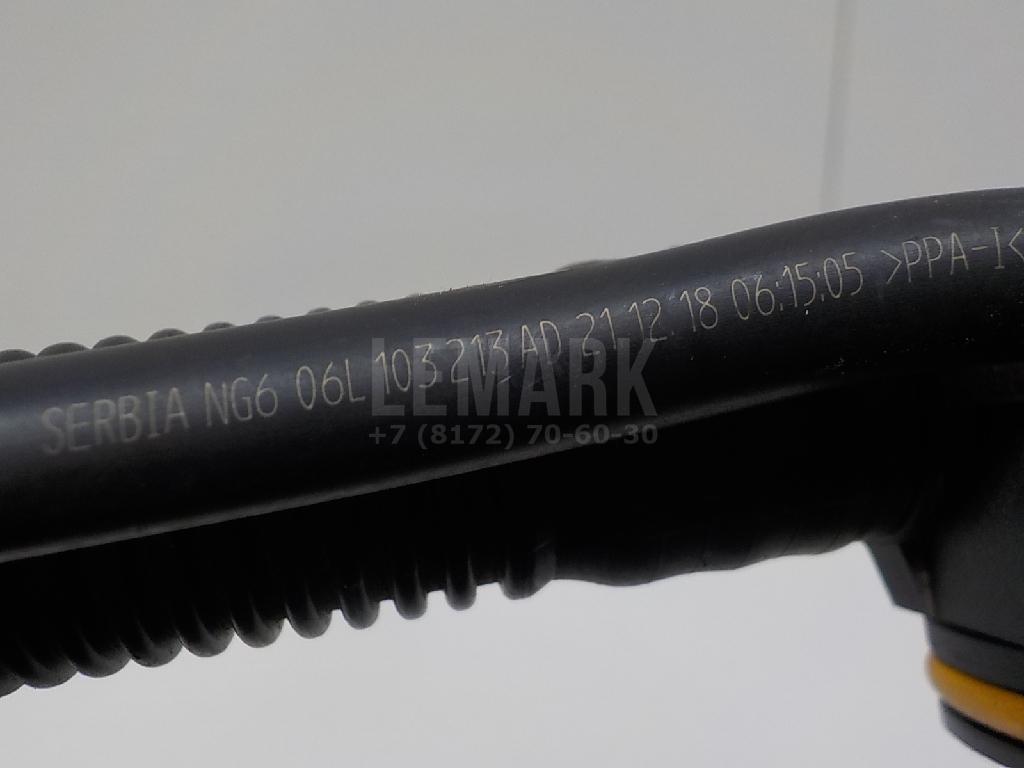 SERBIA NG6 06L 103 213 AD 21.12.18 06:15:05 >PPA-I<
LEMARK
+7 (8172) 70-60-30